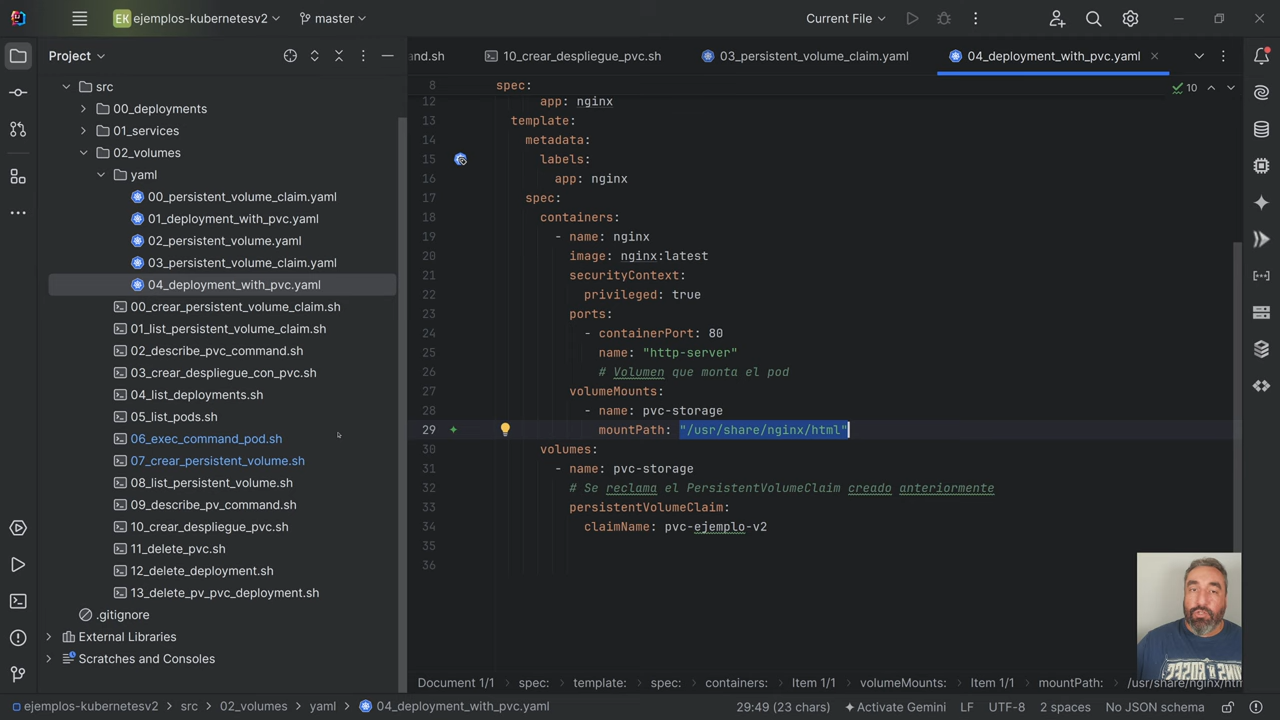 EK ejemplos-kubernetesv2 master Current File
Project
and.sh 10_crear_despliegue_pvc.sh 03_persistent_volume_claim.yaml 04_deployment_with_pvc.yaml
src
00_deployments
01_services
02_volumes
yaml
00_persistent_volume_claim.yaml
01_deployment_with_pvc.yaml
02_persistent_volume.yaml
03_persistent_volume_claim.yaml
04_deployment_with_pvc.yaml
00_crear_persistent_volume_claim.sh
01_list_persistent_volume_claim.sh
02_describe_pvc_command.sh
03_crear_despliegue_con_pvc.sh
04_list_deployments.sh
05_list_pods.sh
06_exec_command_pod.sh
07_crear_persistent_volume.sh
08_list_persistent_volume.sh
09_describe_pv_command.sh
10_crear_despliegue_pvc.sh
11_delete_pvc.sh
12_delete_deployment.sh
13_delete_pv_pvc_deployment.sh
.gitignore
External Libraries
Scratches and Consoles
8 spec:
10
12 app: nginx
13 template:
14 metadata:
15 labels:
16 app: nginx
17 spec:
18 containers:
19 - name: nginx
20 image: nginx:latest
21 securityContext:
22 privileged: true
23 ports:
24 - containerPort: 80
25 name: "http-server"
26 # Volumen que monta el pod
27 volumeMounts:
28 - name: pvc-storage
29 mountPath: "/usr/share/nginx/html"
30 volumes:
31 - name: pvc-storage
32 # Se reclama el PersistentVolumeClaim creado anteriormente
33 persistentVolumeClaim:
34 claimName: pvc-ejemplo-v2
35
36
Document 1/1 spec: template: spec: containers: Item 1/1 volumeMounts: Item 1/1 mountPath: /usr/share/nginx/htm
ejemplos-kubernetesv2 src 02_volumes yaml 04_deployment_with_pvc.yaml 29:49 (23 chars) Activate Gemini LF UTF-8 2 spaces No JSON schema